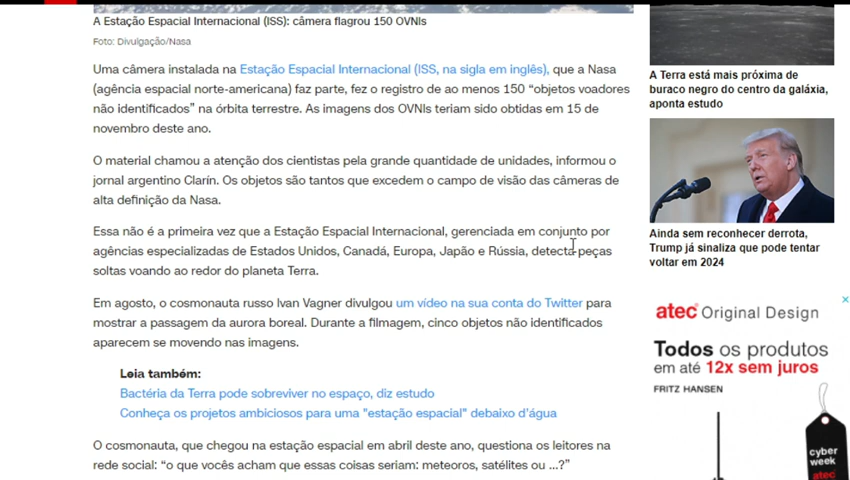 A Estação Espacial Internacional (ISS): câmera flagrou 150 OVNIs
Foto: Divulgação/Nasa
Uma câmera instalada na Estação Espacial Internacional (ISS, na sigla em inglês), que a Nasa
(agência espacial norte-americana) faz parte, fez o registro de ao menos 150 “objetos voadores
não identificados” na órbita terrestre. As imagens dos OVNIs teriam sido obtidas em 15 de
novembro deste ano.
O material chamou a atenção dos cientistas pela grande quantidade de unidades, informou o
jornal argentino Clarín. Os objetos são tantos que excedem o campo de visão das câmeras de
alta definição da Nasa.
Essa não é a primeira vez que a Estação Espacial Internacional, gerenciada em conjunto por
agências especializadas de Estados Unidos, Canadá, Europa, Japão e Rússia, detecta peças
soltas voando ao redor do planeta Terra.
Em agosto, o cosmonauta russo Ivan Vagner divulgou um vídeo na sua conta do Twitter para
mostrar a passagem da aurora boreal. Durante a filmagem, cinco objetos não identificados
aparecem se movendo nas imagens.
Leia também:
Bactéria da Terra pode sobreviver no espaço, diz estudo
Conheça os projetos ambiciosos para uma "estação espacial" debaixo d’água
O cosmonauta, que chegou na estação espacial em abril deste ano, questiona os leitores na
rede social: “o que vocês acham que essas coisas seriam: meteoros, satélites ou ...?”
A Terra está mais próxima de
buraco negro do centro da galáxia,
aponta estudo
Ainda sem reconhecer derrota,
Trump já sinaliza que pode tentar
voltar em 2024
atec Original Design
Todos os produtos
em até 12x sem juros
FRITZ HANSEN
cyber
week
atec